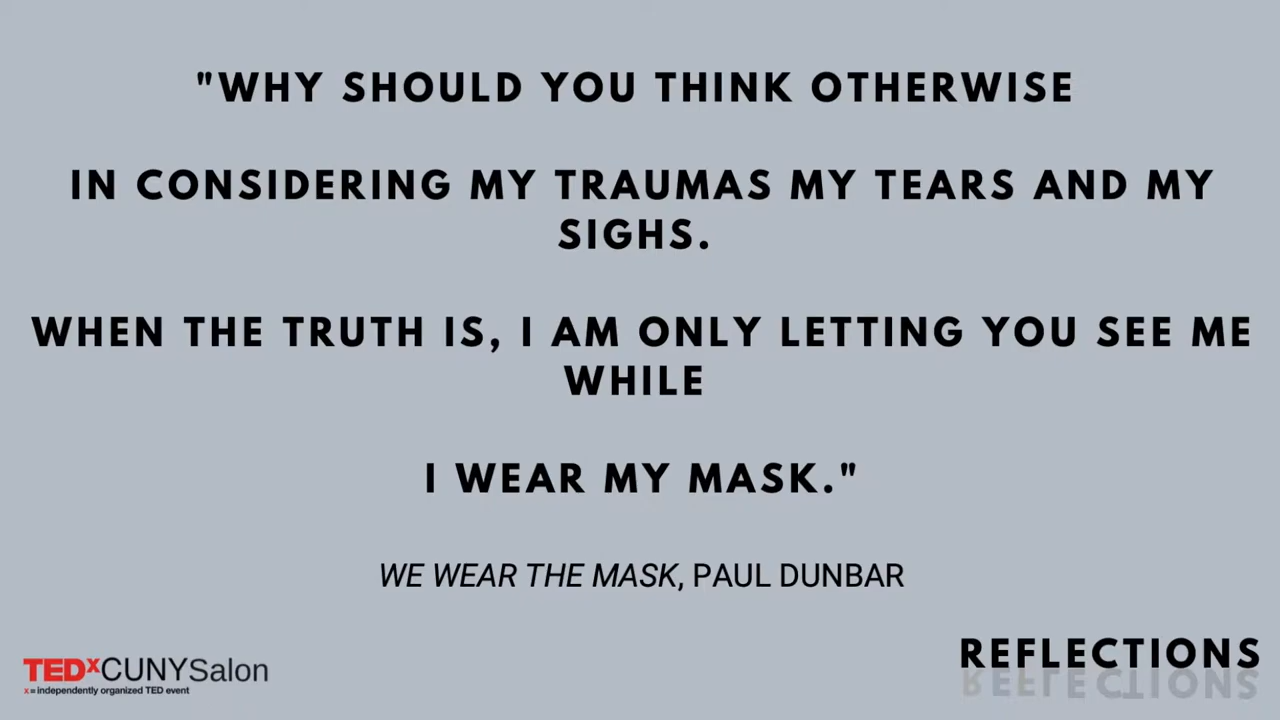 "WHY SHOULD YOU THINK OTHERWISE
IN CONSIDERING MY TRAUMAS MY TEARS AND MY
SIGHS.
WHEN THE TRUTH IS, I AM ONLY LETTING YOU SEE ME
WHILE
I WEAR MY MASK."
WE WEAR THE MASK, PAUL DUNBAR
REFLECTIONS
TEDxCUNYSalon
x = independently organized TED event